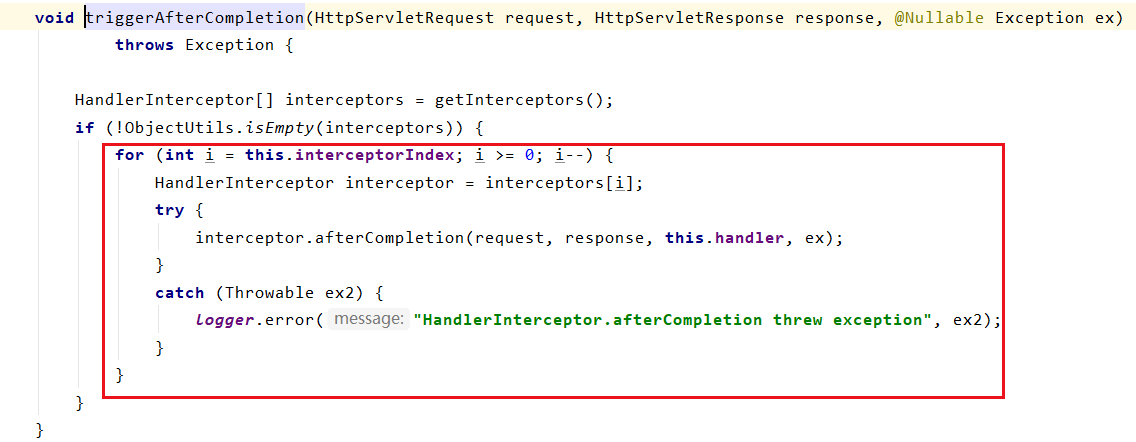 void triggerAfterCompletion(HttpServletRequest request, HttpServletResponse response, @Nullable Exception ex)
throws Exception {
HandlerInterceptor[] interceptors = getInterceptors();
if (!ObjectUtils.isEmpty(interceptors)) {
for (int i = this.interceptorIndex; i >= 0; i--) {
HandlerInterceptor interceptor = interceptors[i];
try {
interceptor.afterCompletion(request, response, this.handler, ex);
}
catch (Throwable ex2) {
logger.error( message: "HandlerInterceptor.afterCompletion threw exception", ex2);
}
}
}
}